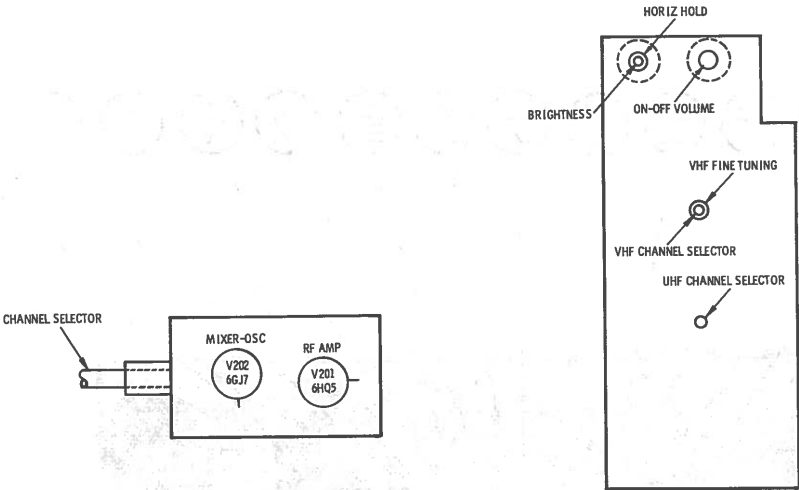 HORIZ HOLD
BRIGHTNESS
ON-OFF VOLUME
VHF FINE TUNING
VHF CHANNEL SELECTOR
UHF CHANNEL SELECTOR
CHANNEL SELECTOR
MIXER-OSC
V202
6GJ7
RF AMP
V201
6HQ5